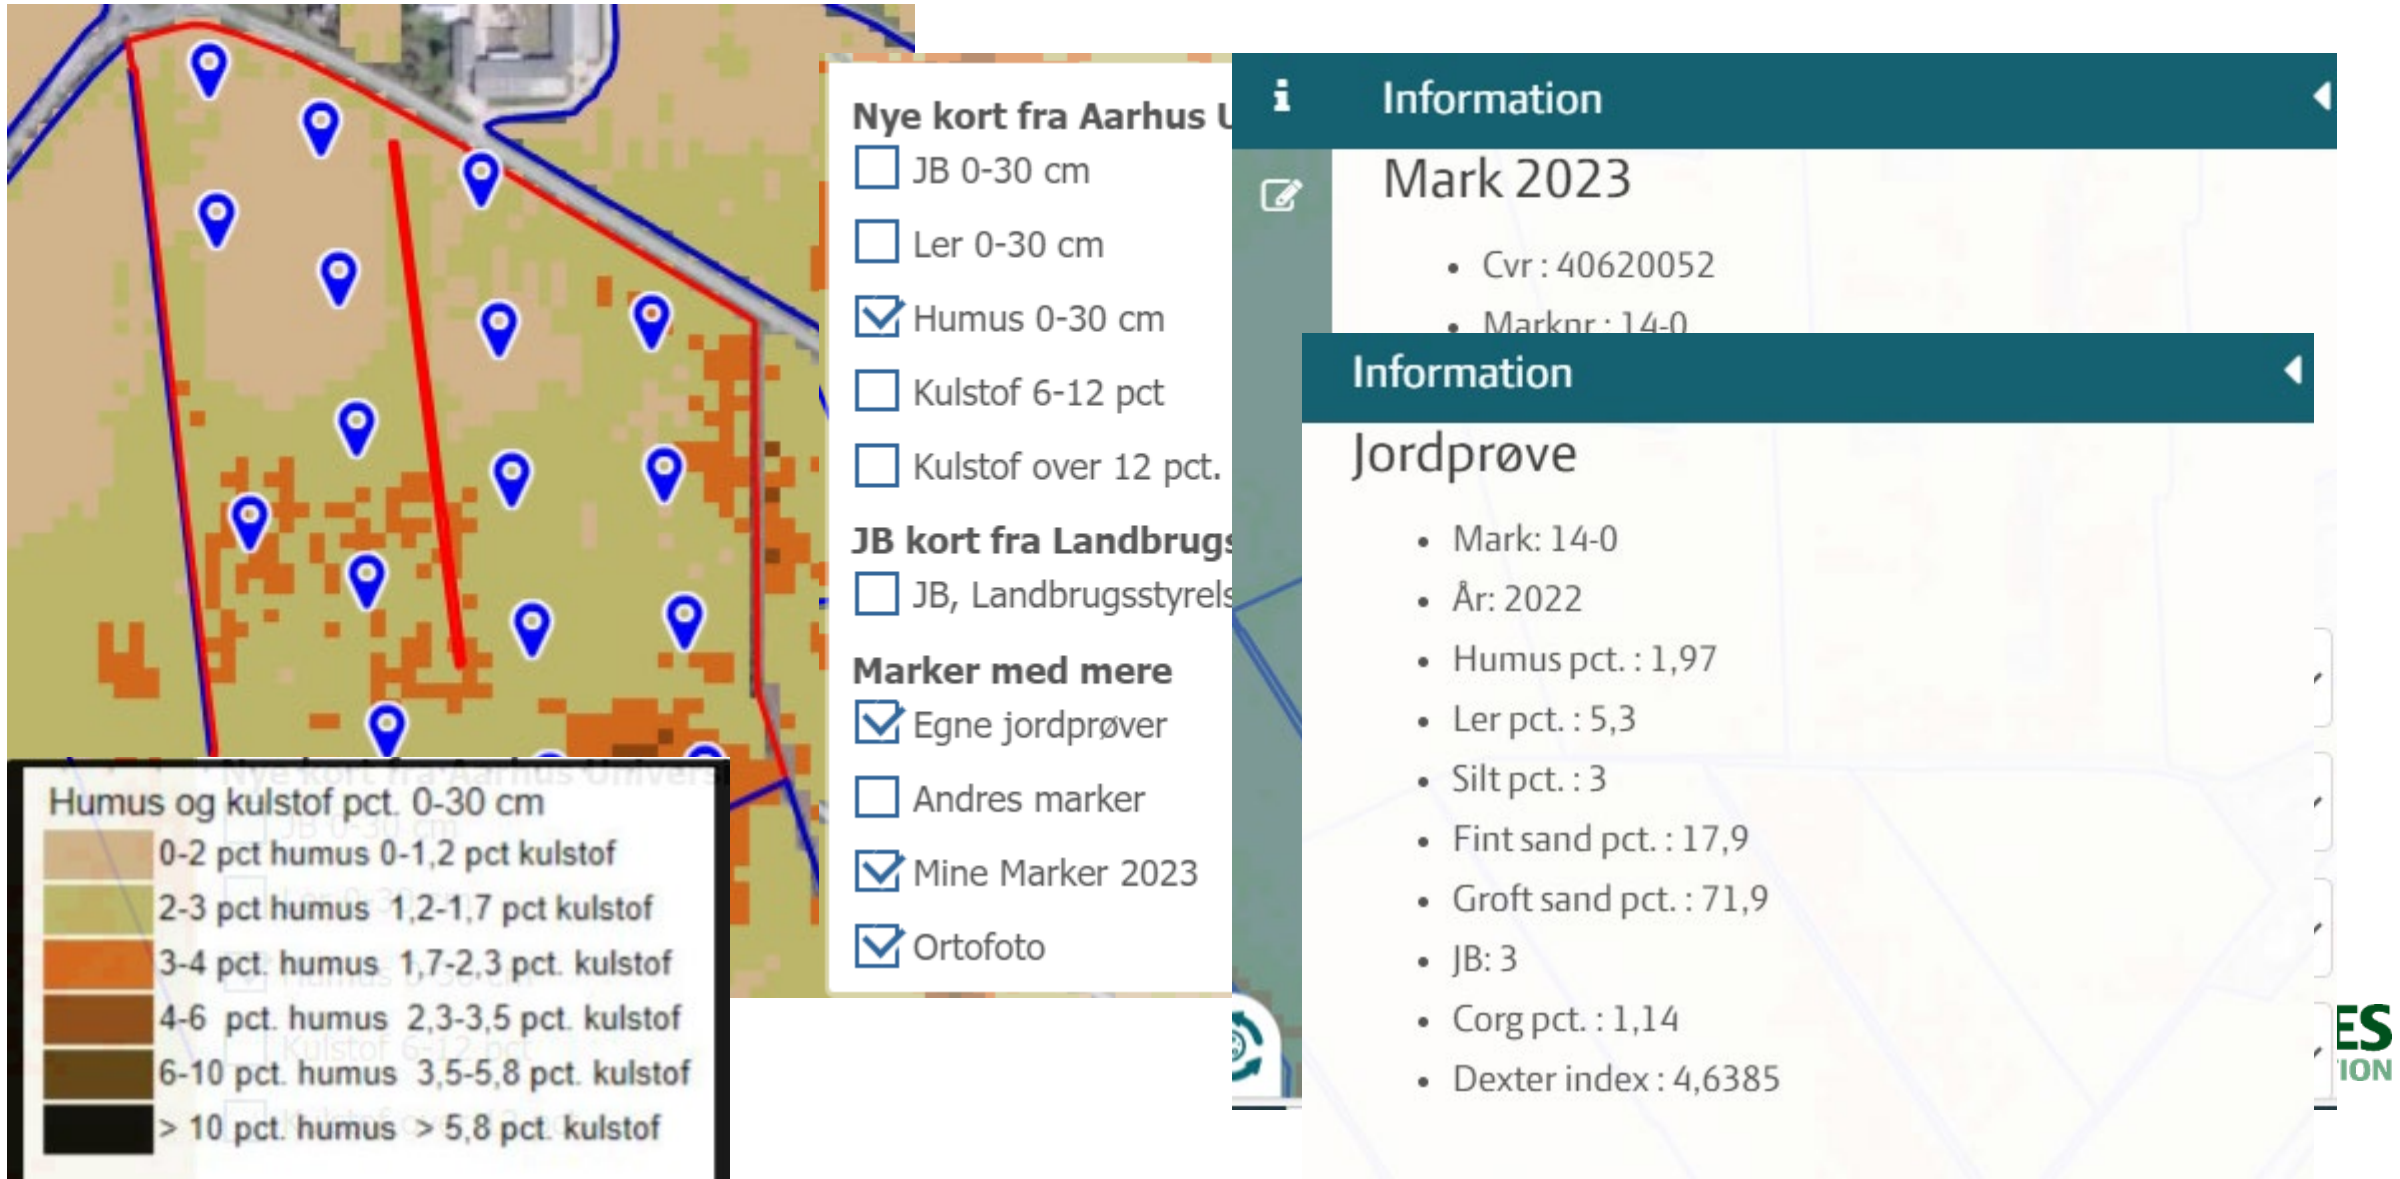 Nye kort fra Aarhus U
JB 0-30 cm
Ler 0-30 cm
Humus 0-30 cm
Kulstof 6-12 pct
Kulstof over 12 pct.
JB kort fra Landbrugs
JB, Landbrugsstyrels
Marker med mere
Egne jordprøver
Andres marker
Mine Marker 2023
Ortofoto
Nye kort fra Aarhus Univers
Humus og kulstof pct. 0-30 cm
0-2 pct humus 0-1,2 pct kulstof
2-3 pct humus 1,2-1,7 pct kulstof
3-4 pct. humus 1,7-2,3 pct. kulstof
4-6 pct. humus 2,3-3,5 pct. kulstof
6-10 pct. humus 3,5-5,8 pct. kulstof
> 10 pct. humus > 5,8 pct. kulstof
Information
Mark 2023
• Cvr : 40620052
• Marknr : 14-0
Information
Jordprøve
• Mark: 14-0
• År: 2022
• Humus pct. : 1,97
• Ler pct. : 5,3
• Silt pct. : 3
• Fint sand pct. : 17,9
• Groft sand pct. : 71,9
• JB: 3
• Corg pct. : 1,14
• Dexter index : 4,6385
ES
ION